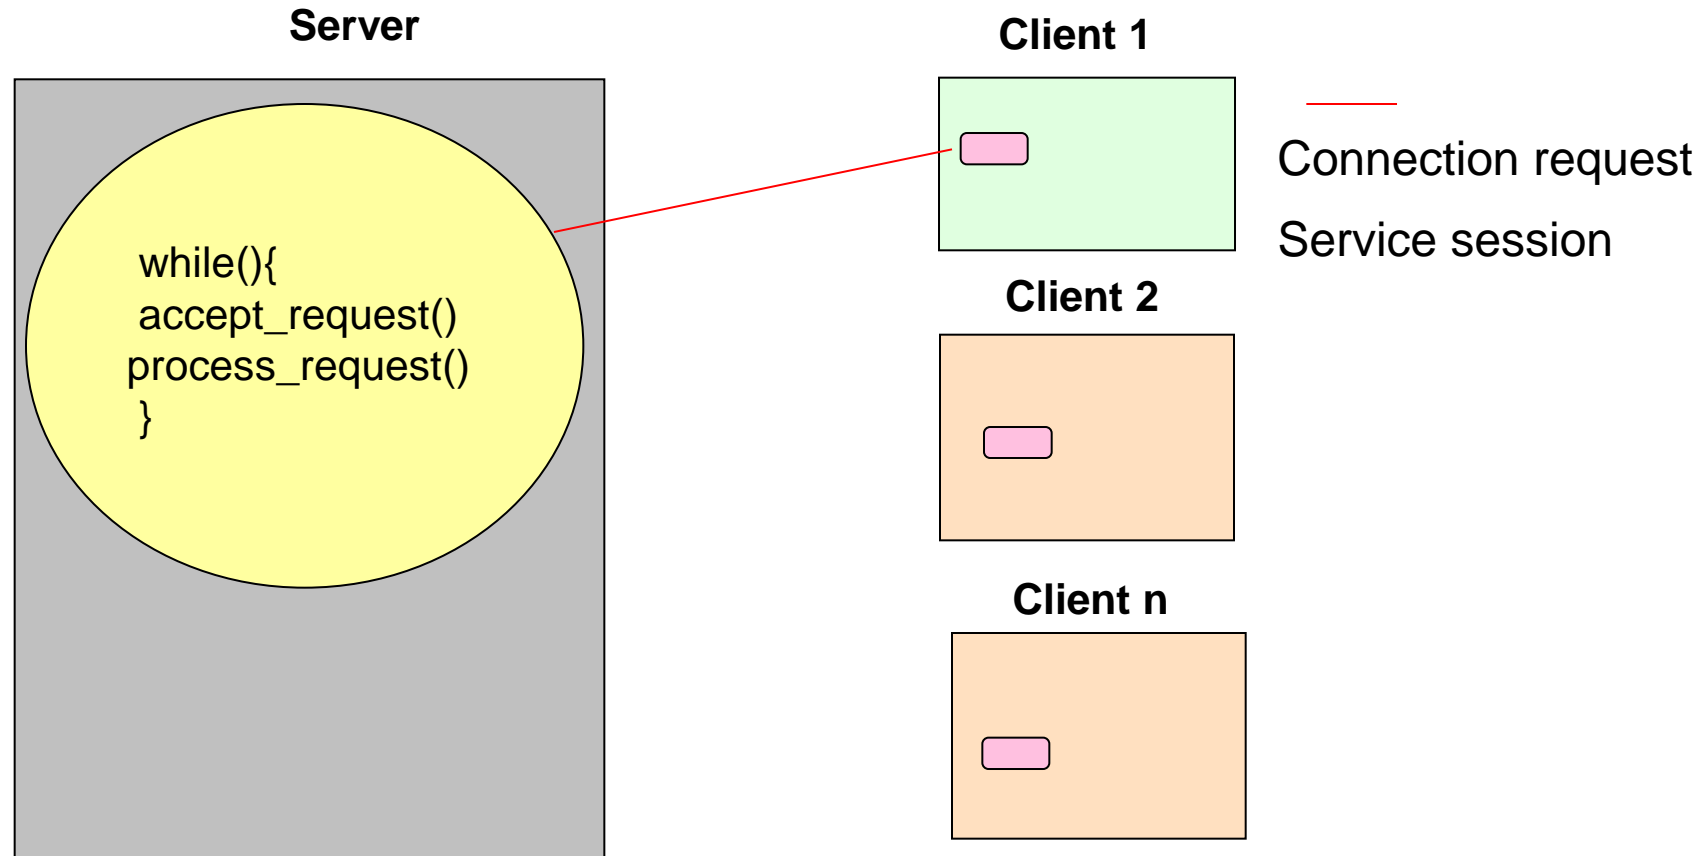 Server
while(){
accept_request()
process_request()
}
Client 1
Connection request
Service session
Client 2
Client n